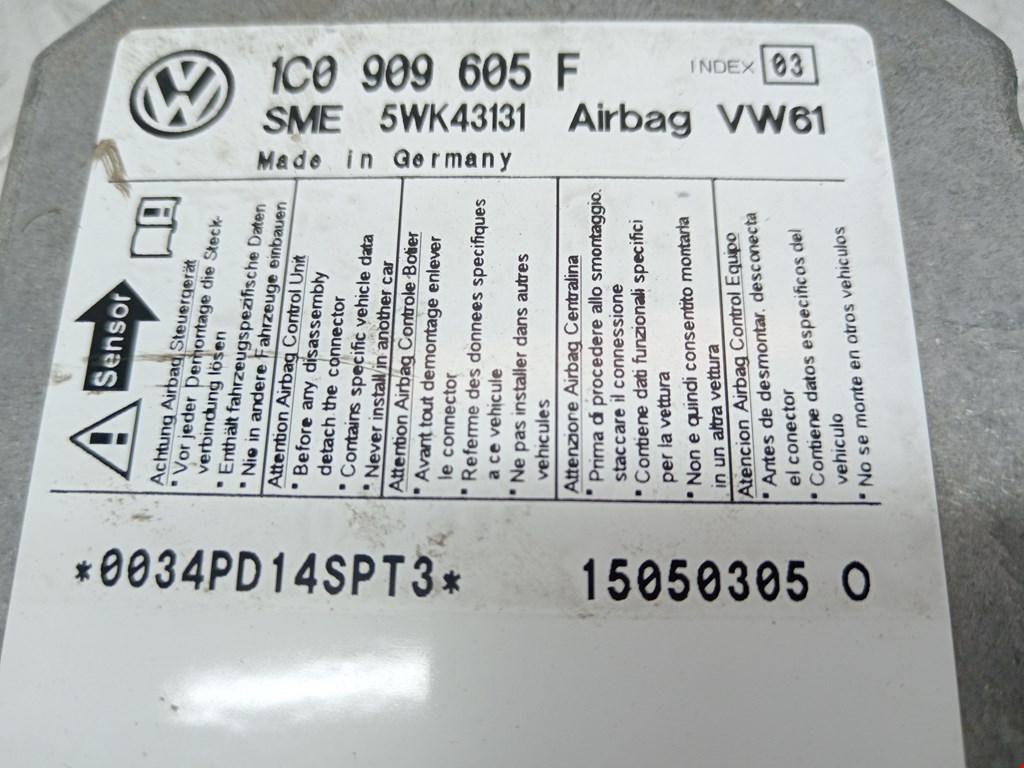 1C0 909 605 F
INDEX 03
SME 5WK43131 Airbag VW61
Made in Germany
Sensor
Achtung Airbag Steuergerät
• Vor jeder Demontage die Steck-
verbindung lösen
• Enthält fahrzeugspezifische Daten
• Nie in andere Fahrzeuge einbauen
Attention Airbag Control Unit
• Before any disassembly
detach the connector
• Contains specific vehicle data
• Never install in another car
Attention Airbag Controle Boitier
• Avant tout demontage enlever
le connector
• Referme des donnees specifiques
a ce vehicule
• Ne pas installer dans autres
vehicules
Attenzione Airbag Centralina
• Prima di procedere allo smontaggio.
staccare il connessione
• Contiene dati funzionali specifici
per la vettura
• Non e quindi consentito montarla
in un altra vettura
Atencion Airbag Control Equipo
• Antes de desmontar. desconecta
el conector
• Contiene datos especificos del
vehiculo
• No se monte en otros vehiculos
*0034PD14SPT3* 15050305 O